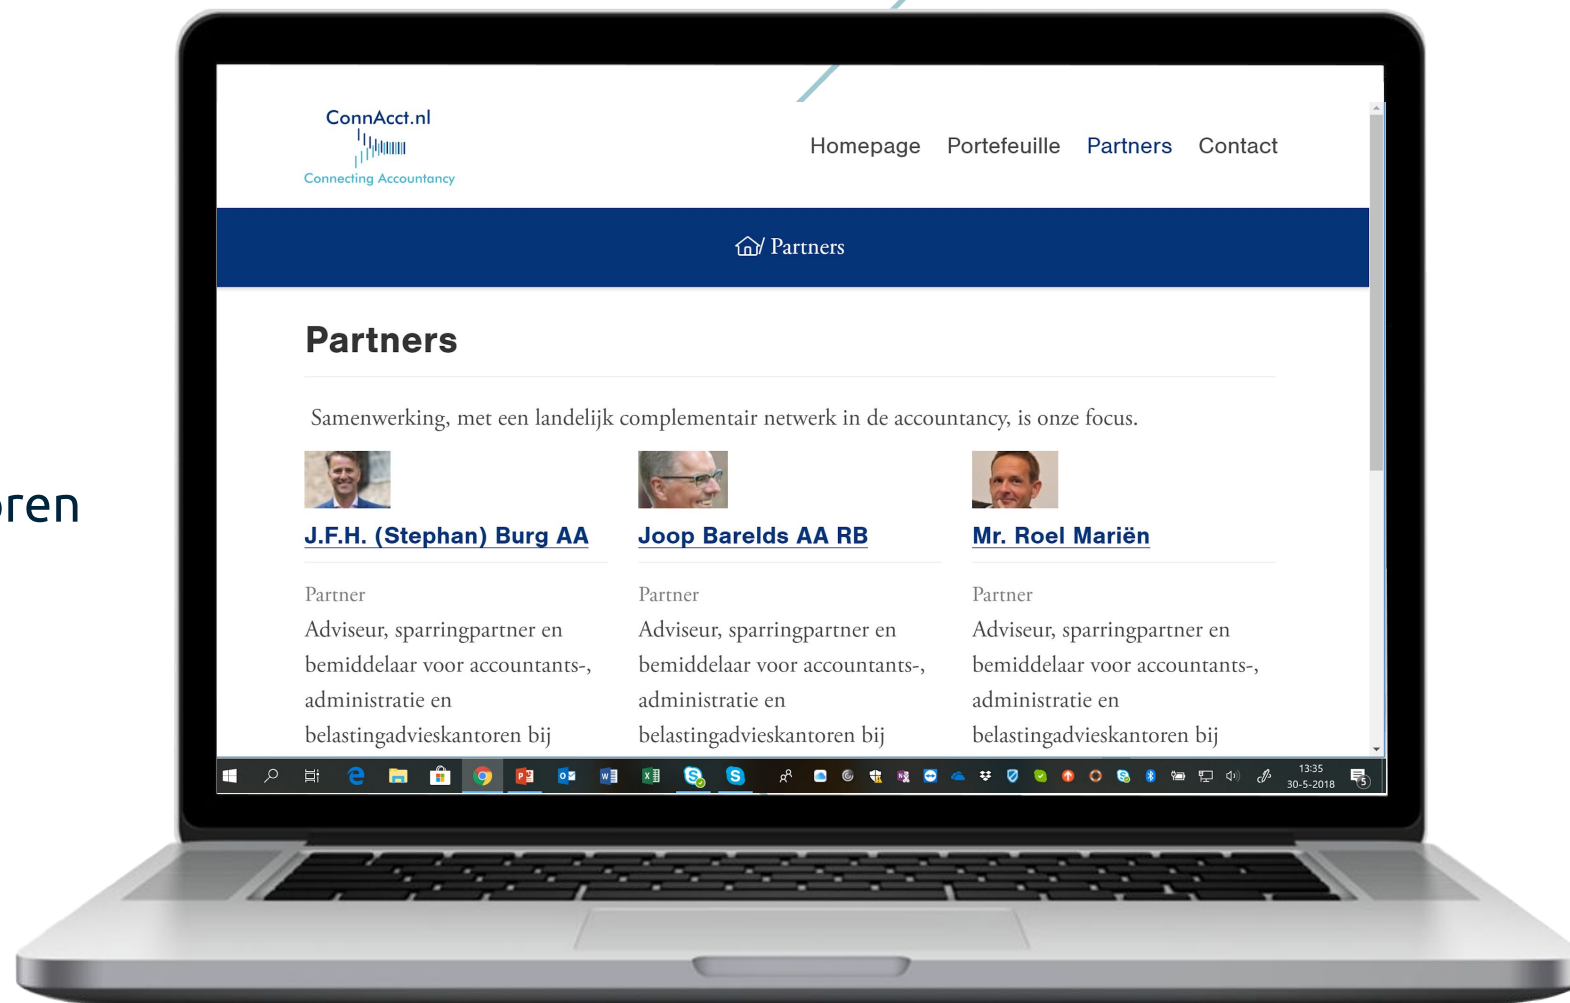 ConnAcct.nl
Connecting Accountancy
Homepage Portefeuille Partners Contact
/ Partners
Partners
Samenwerking, met een landelijk complementair netwerk in de accountancy, is onze focus.
J.F.H. (Stephan) Burg AA
Partner
Adviseur, sparringpartner en
bemiddelaar voor accountants-,
administratie en
belastingadvieskantoren bij
Joop Barelds AA RB
Partner
Adviseur, sparringpartner en
bemiddelaar voor accountants-,
administratie en
belastingadvieskantoren bij
Mr. Roel Mariën
Partner
Adviseur, sparringpartner en
bemiddelaar voor accountants-,
administratie en
belastingadvieskantoren bij
13:35
30-5-2018
5